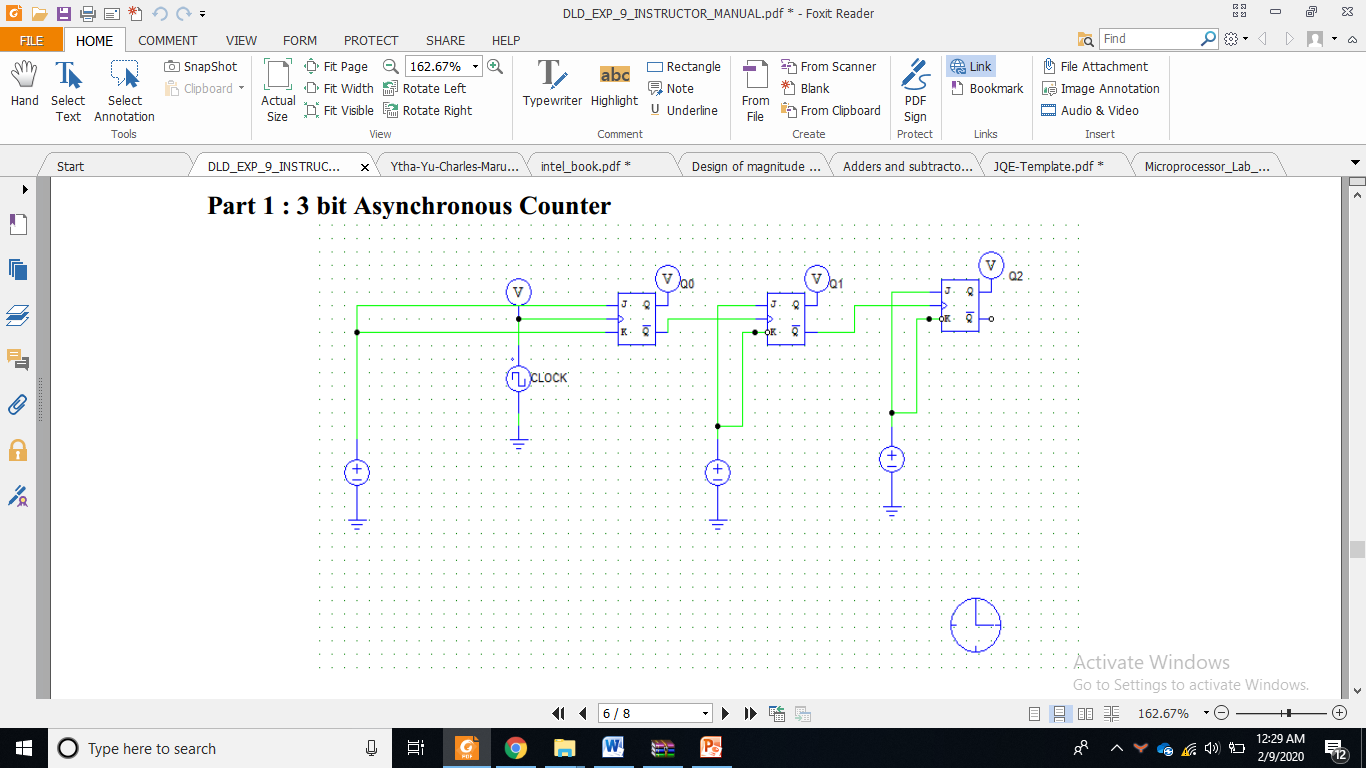 DLD_EXP_9_INSTRUCTOR_MANUAL.pdf * - Foxit Reader
FILE HOME COMMENT VIEW FORM PROTECT SHARE HELP
Find
Hand
Select Text
Select Annotation
SnapShot
Clipboard
Tools
Actual Size
Fit Page
Fit Width
Fit Visible
162.67%
Rotate Left
Rotate Right
View
Typewriter
abc
Highlight
Rectangle
Note
Underline
Comment
From File
From Scanner
Blank
From Clipboard
Create
PDF Sign
Protect
Link
Bookmark
Links
File Attachment
Image Annotation
Audio & Video
Insert
Start
DLD_EXP_9_INSTRUC...
Ytha-Yu-Charles-Maru...
intel_book.pdf *
Design of magnitude ...
Adders and subtracto...
JQE-Template.pdf *
Microprocessor_Lab_...
Part 1 : 3 bit Asynchronous Counter
V
V Q0
V Q1
V Q2
J Q
K Q
J Q
K Q
J Q
K Q
CLOCK
Activate Windows
Go to Settings to activate Windows.
6 / 8
162.67%
Type here to search
12:29 AM
2/9/2020
12